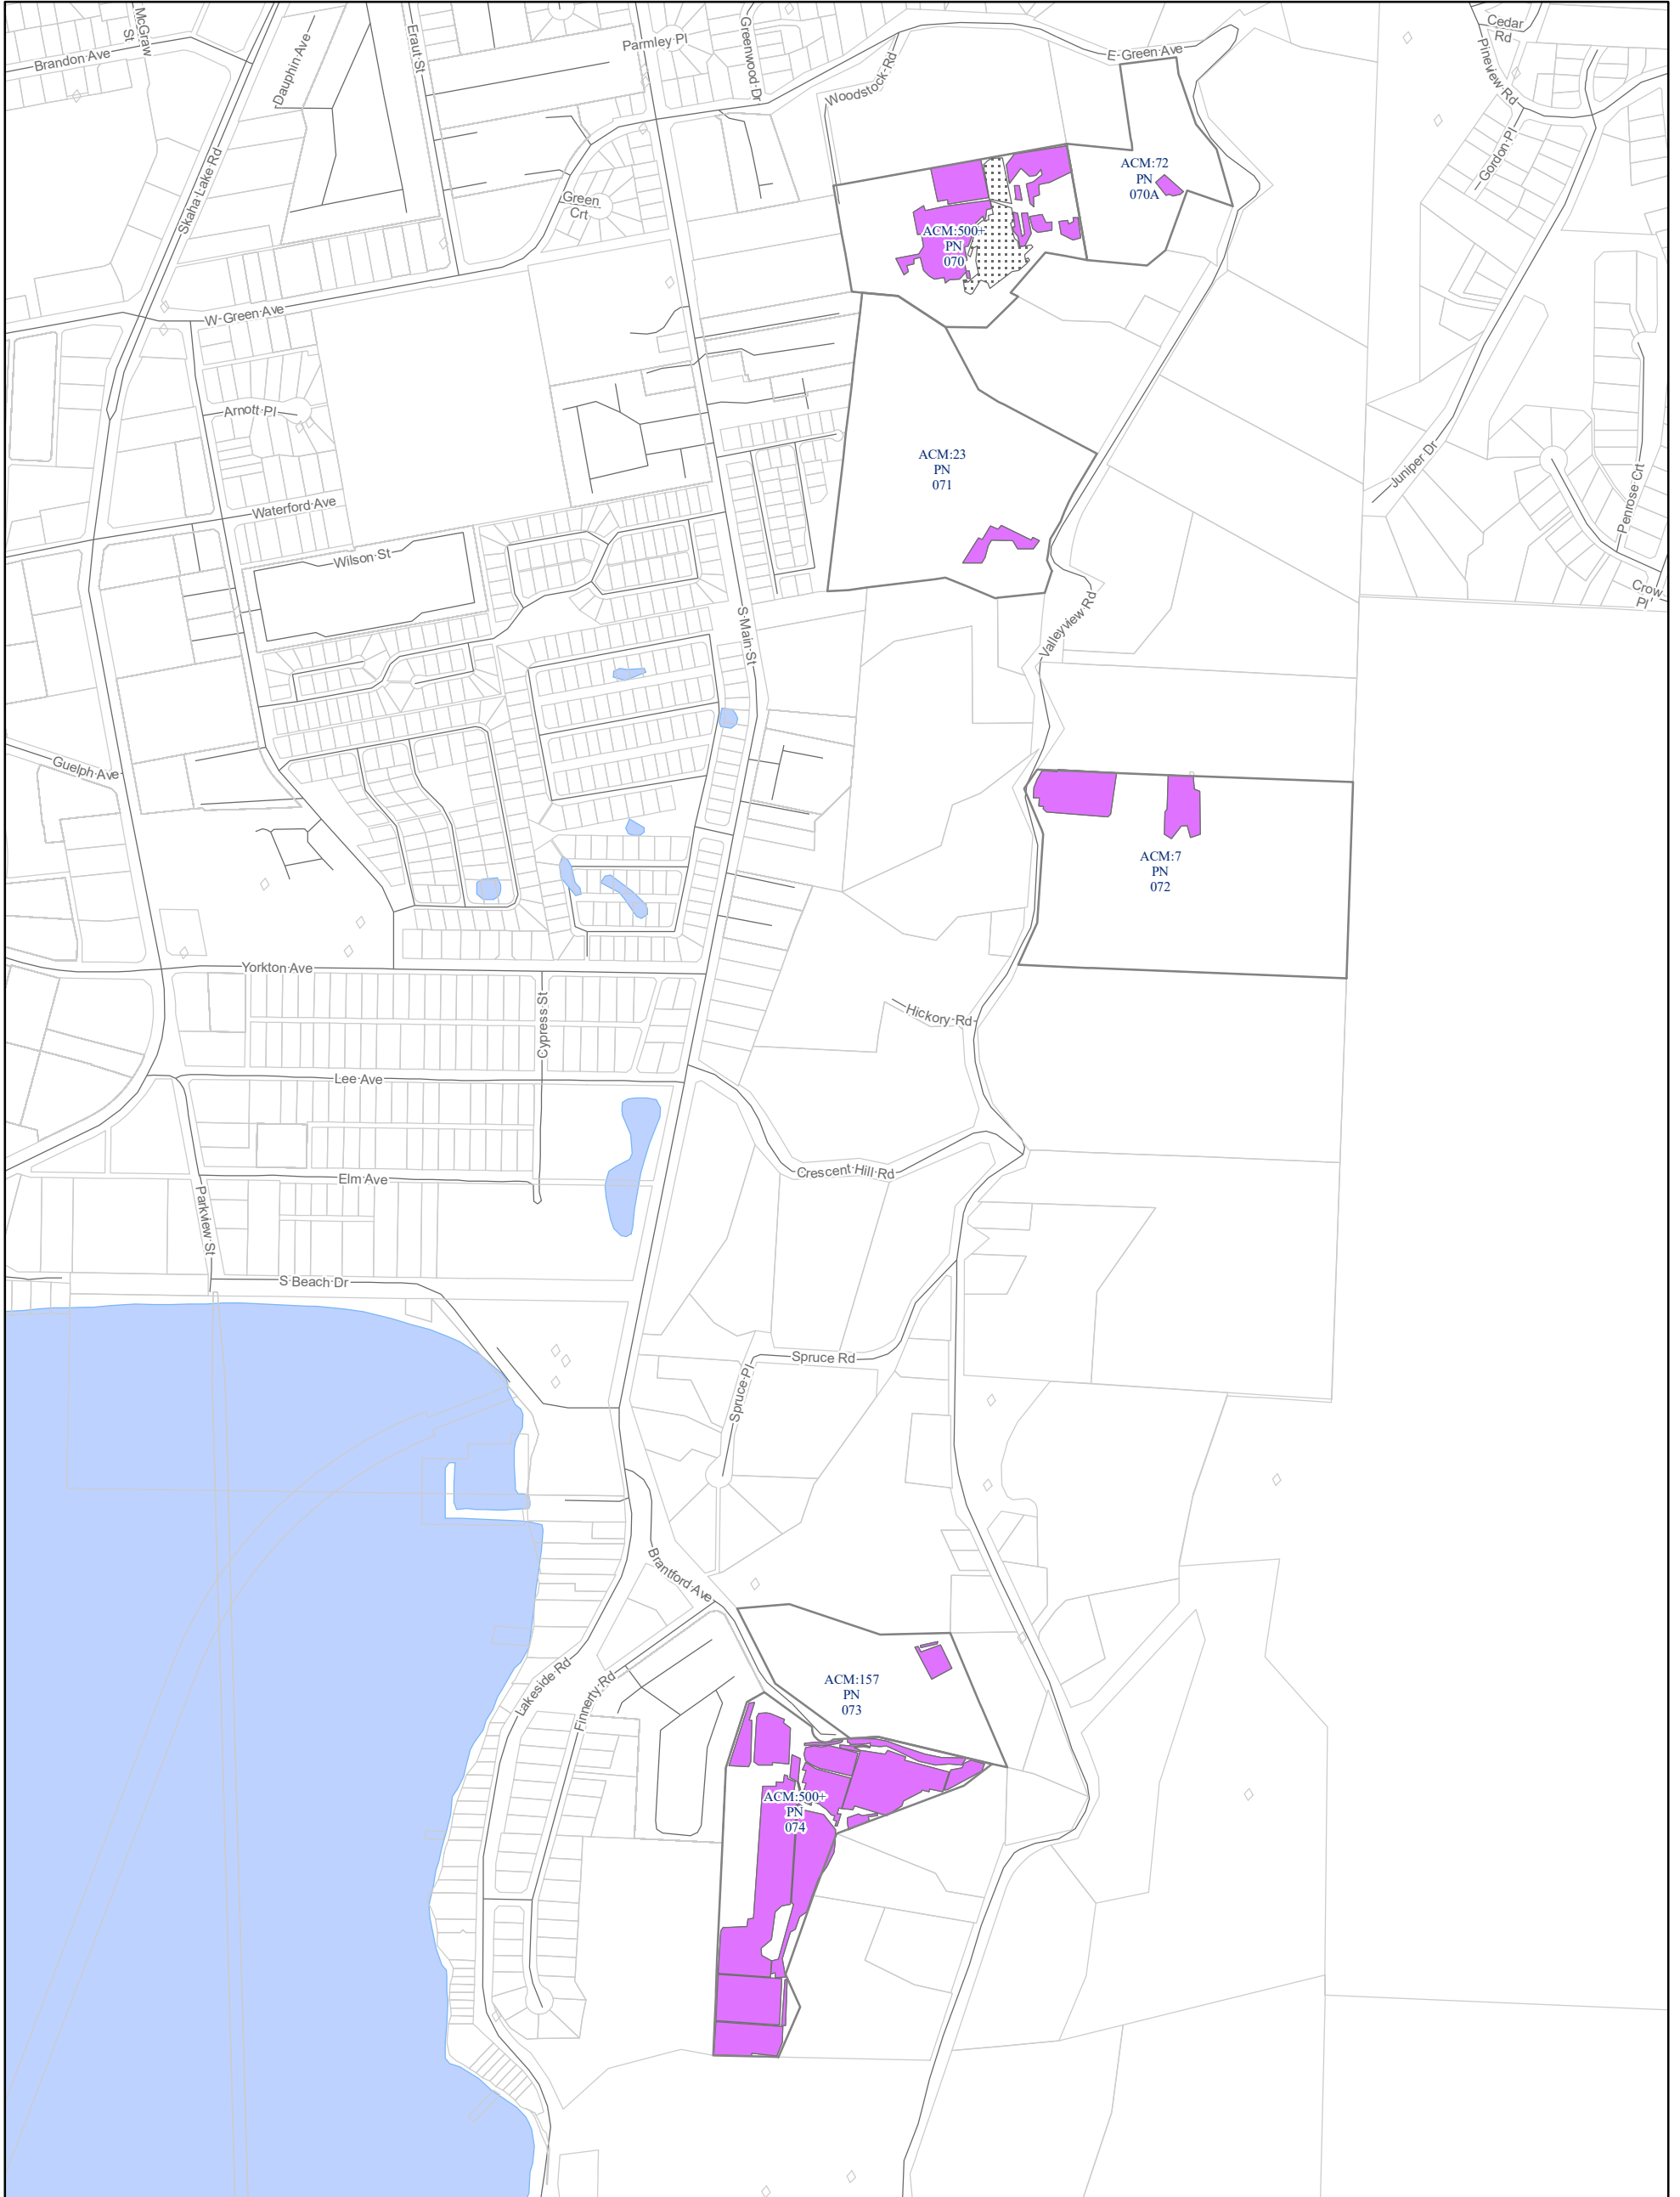 McGraw
St
Brandon Ave
Dauphin Ave
Eraut St
Parmley Pl
Greenwood Dr
Woodstock Rd
E Green Ave
Cedar
Rd
Pineview Rd
Gordon Pl
Skaha Lake Rd
Green
Crt
ACM:72
PN
070A
ACM:500+
PN
070
W Green Ave
Arnott Pl
ACM:23
PN
071
Juniper Dr
Penrose Crt
Waterford Ave
Wilson St
Crow
Pl
S Main St
Valleyview Rd
Guelph Ave
ACM:7
PN
072
Yorkton Ave
Cypress St
Hickory Rd
Lee Ave
Crescent Hill Rd
Elm Ave
Parkview St
S Beach Dr
Spruce Rd
Spruce Pl
Brantford Ave
Lakeside Rd
Finnerty Rd
ACM:157
PN
073
ACM:500+
PN
074